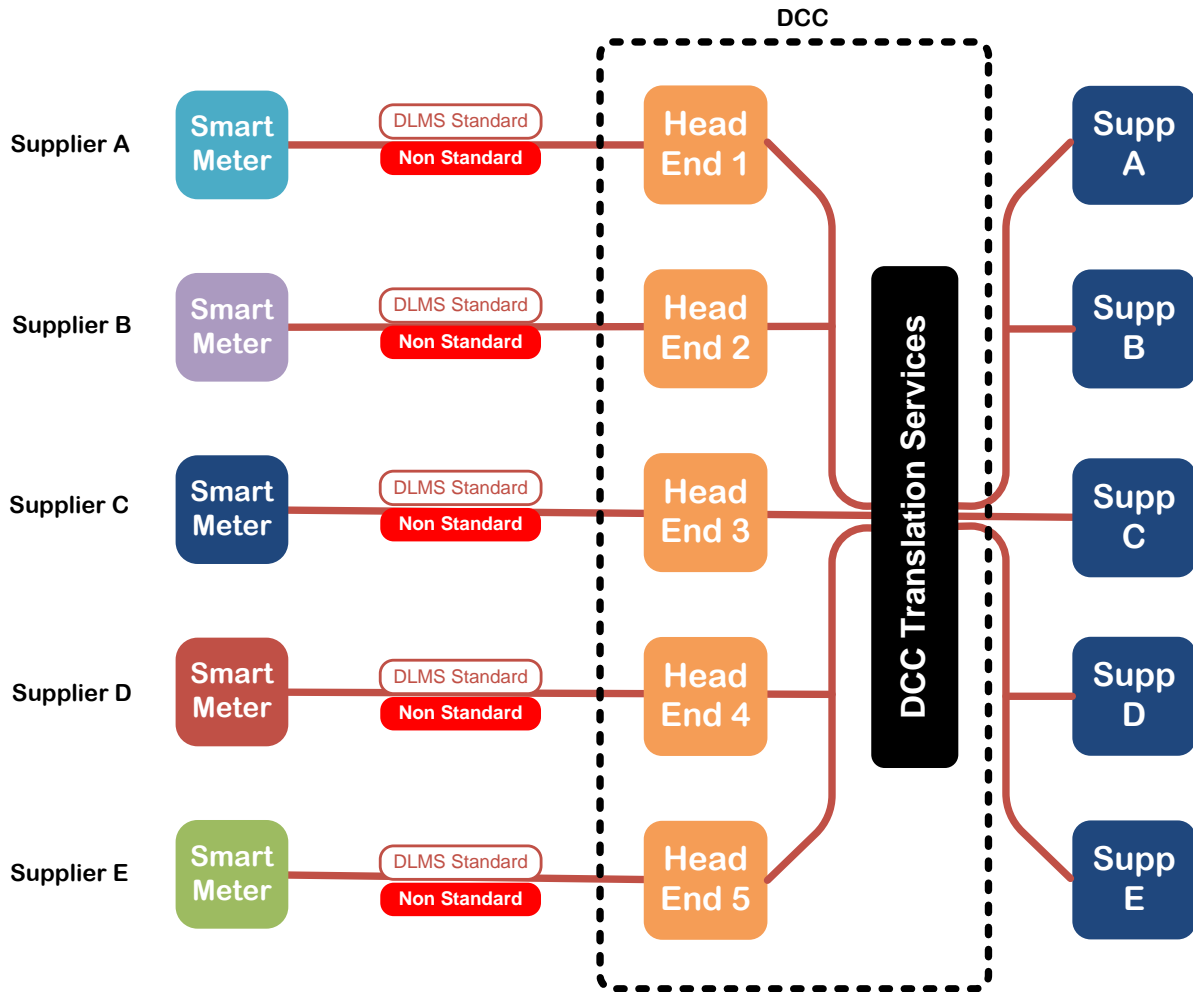 DCC
Supplier A
Smart
Meter
DLMS Standard
Non Standard
Head
End 1
Supp
A
Supplier B
Smart
Meter
DLMS Standard
Non Standard
Head
End 2
Supp
B
DCC Translation Services
Supplier C
Smart
Meter
DLMS Standard
Non Standard
Head
End 3
Supp
C
Supplier D
Smart
Meter
DLMS Standard
Non Standard
Head
End 4
Supp
D
Supplier E
Smart
Meter
DLMS Standard
Non Standard
Head
End 5
Supp
E